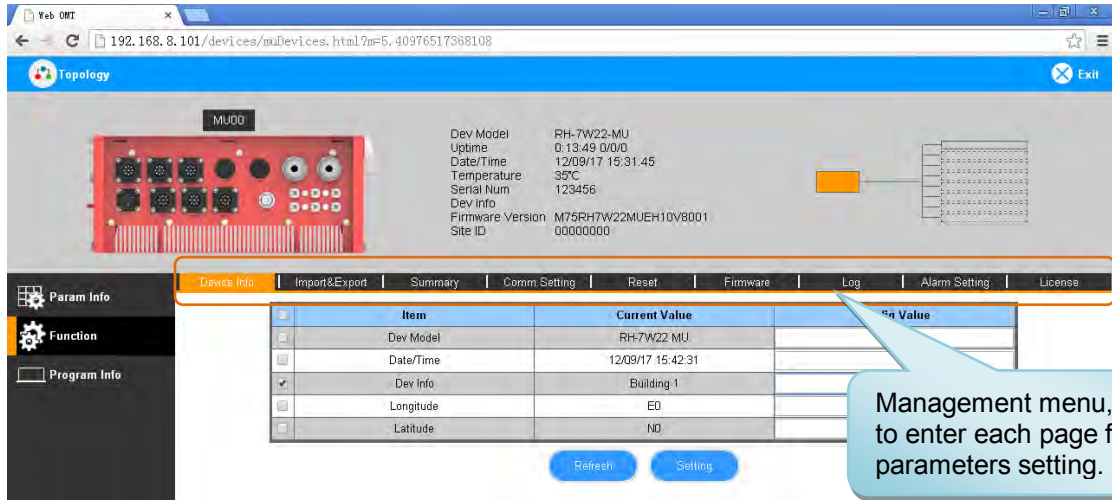 Web OMT
192.168.8.101/devices/muDevices.html?m=5.40976517368108
Topology
Exit
MU00
Dev Model RH-7W22-MU
Uptime 0:13:49 0/0/0
Date/Time 12/09/17 15:31:45
Temperature 35℃
Serial Num 123456
Dev Info
Firmware Version M75RH7W22MUEH10V8001
Site ID 00000000
Param Info
Function
Program Info
Device Info Import&Export Summary Comm.Setting Reset Firmware Log Alarm Setting License
Item Current Value Value
Dev Model RH-7W22 MU
Date/Time 12/09/17 15:42:31
Dev Info Building 1
Longitude E0
Latitude N0
Refresh Setting
Management menu,
to enter each page f
parameters setting.